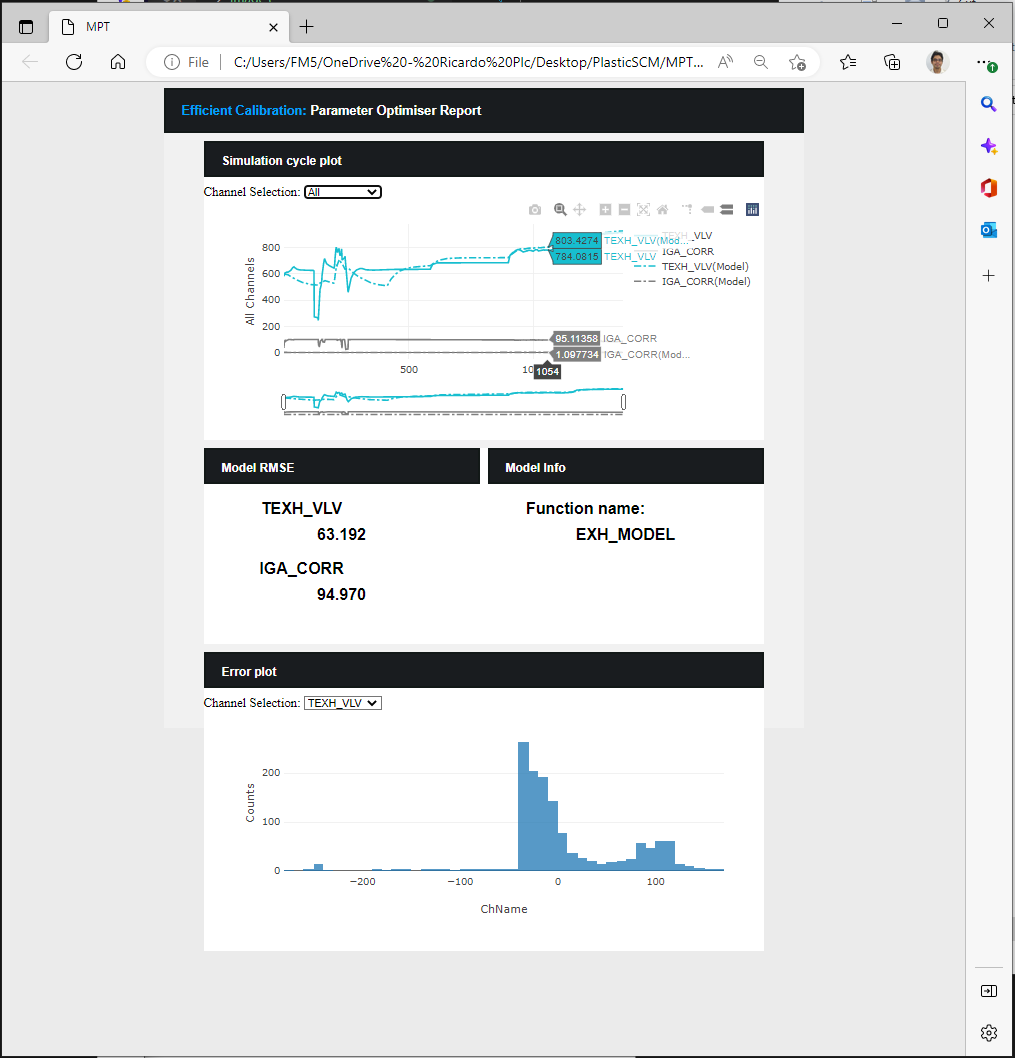 MPT
File
C:/Users/FM5/OneDrive%20-%20Ricardo%20Plc/Desktop/PlasticSCM/MPT...
Efficient Calibration: Parameter Optimiser Report
Simulation cycle plot
Channel Selection: All
803.4274 TEXH_VLV(Mod...
784.0815 TEXH_VLV
IGA_CORR
TEXH_VLV(Model)
IGA_CORR(Model)
800
600
400
200
0
All Channels
95.11358 IGA_CORR
1.097734 IGA_CORR(Mod...
500
1054
Model RMSE
TEXH_VLV
63.192
IGA_CORR
94.970
Model Info
Function name:
EXH_MODEL
Error plot
Channel Selection: TEXH_VLV
200
100
0
Counts
−200
−100
0
100
ChName